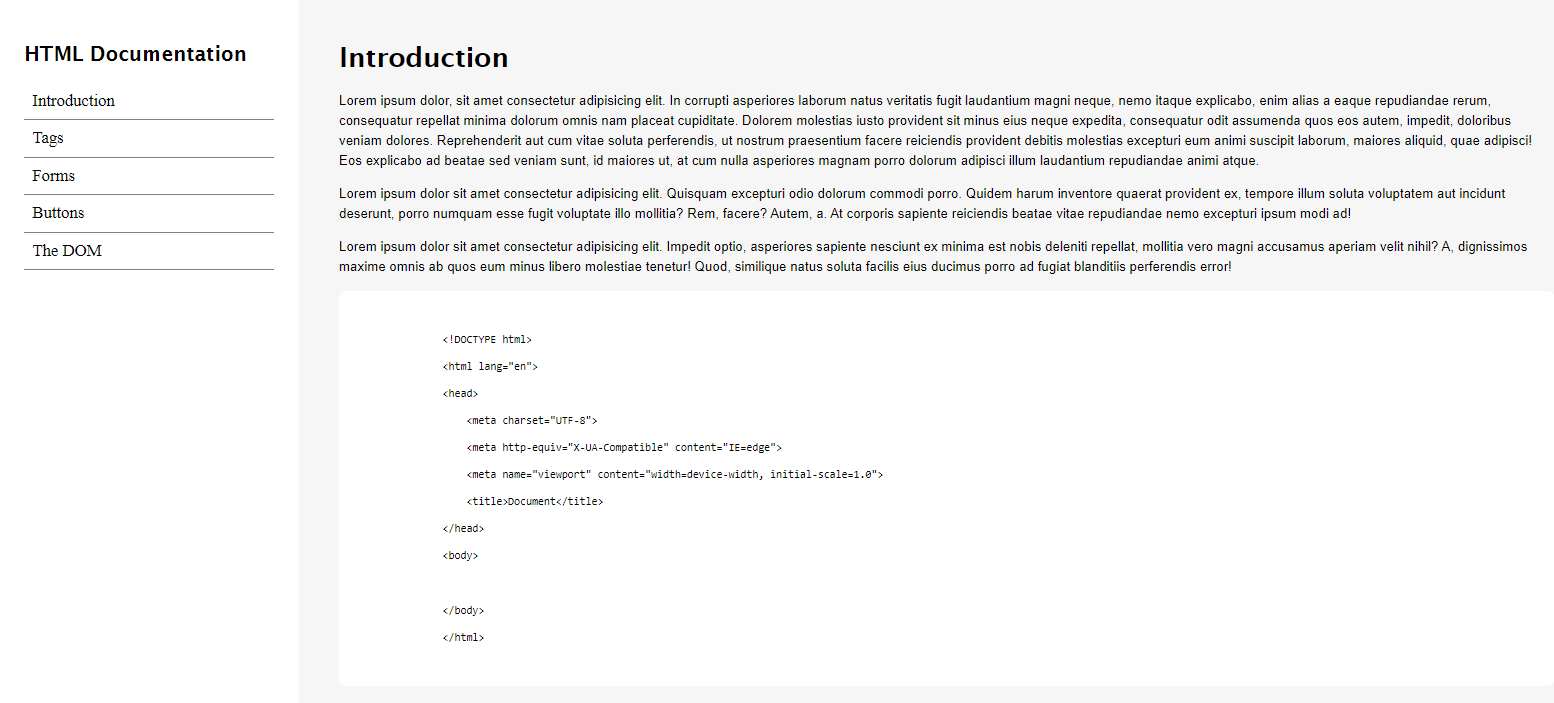 HTML Documentation
Introduction
Tags
Forms
Buttons
The DOM
Introduction
Lorem ipsum dolor, sit amet consectetur adipisicing elit. In corrupti asperiores laborum natus veritatis fugit laudantium magni neque, nemo itaque explicabo, enim alias a eaque repudiandae rerum,
consequatur repellat minima dolorum omnis nam placeat cupiditate. Dolorem molestias iusto provident sit minus eius neque expedita, consequatur odit assumenda quos eos autem, impedit, doloribus
veniam dolores. Reprehenderit aut cum vitae soluta perferendis, ut nostrum praesentium facere reiciendis provident debitis molestias excepturi eum animi suscipit laborum, maiores aliquid, quae adipisci!
Eos explicabo ad beatae sed veniam sunt, id maiores ut, at cum nulla asperiores magnam porro dolorum adipisci illum laudantium repudiandae animi atque.
Lorem ipsum dolor sit amet consectetur adipisicing elit. Quisquam excepturi odio dolorum commodi porro. Quidem harum inventore quaerat provident ex, tempore illum soluta voluptatem aut incidunt
deserunt, porro numquam esse fugit voluptate illo mollitia? Rem, facere? Autem, a. At corporis sapiente reiciendis beatae vitae repudiandae nemo excepturi ipsum modi ad!
Lorem ipsum dolor sit amet consectetur adipisicing elit. Impedit optio, asperiores sapiente nesciunt ex minima est nobis deleniti repellat, mollitia vero magni accusamus aperiam velit nihil? A, dignissimos
maxime omnis ab quos eum minus libero molestiae tenetur! Quod, similique natus soluta facilis eius ducimus porro ad fugiat blanditiis perferendis error!
<!DOCTYPE html>
<html lang="en">
<head>
    <meta charset="UTF-8">
    <meta http-equiv="X-UA-Compatible" content="IE=edge">
    <meta name="viewport" content="width=device-width, initial-scale=1.0">
    <title>Document</title>
</head>
<body>
</body>
</html>